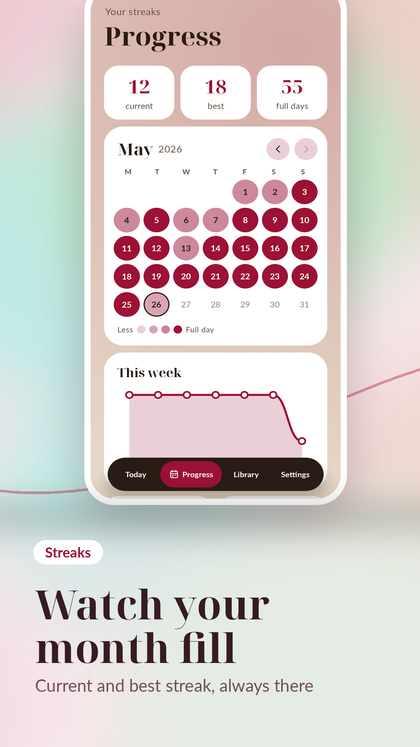 Your streaks
Progress
12 18 55
current best full days
May 2026
M T W T F S S
1 2 3
4 5 6 7 8 9 10
11 12 13 14 15 16 17
18 19 20 21 22 23 24
25 26 27 28 29 30 31
Less Full day
This week
Today Progress Library Settings
Streaks
Watch your
month fill
Current and best streak, always there